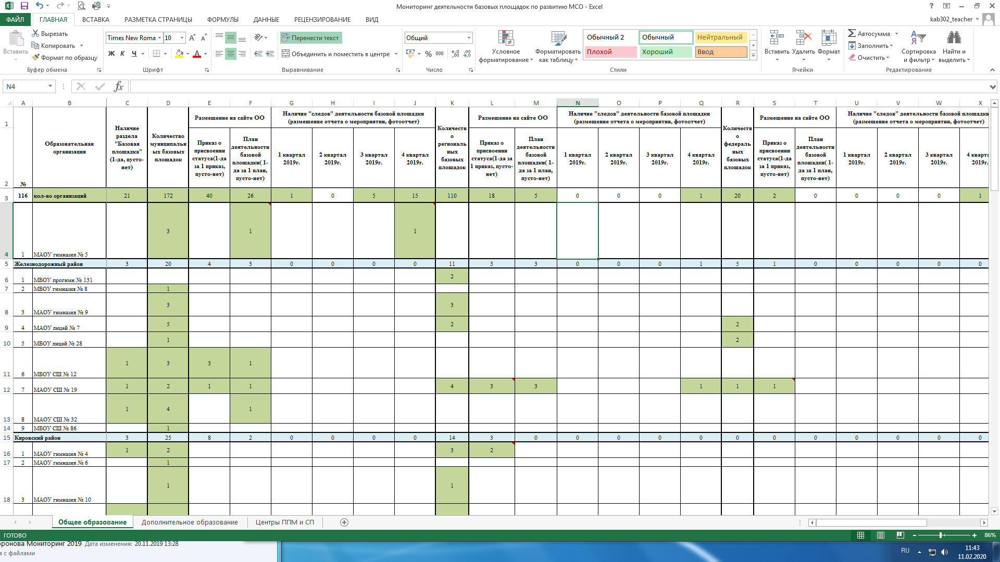 Мониторинг деятельности базовых площадок по развитию МСО - Excel
ФАЙЛ ГЛАВНАЯ ВСТАВКА РАЗМЕТКА СТРАНИЦЫ ФОРМУЛЫ ДАННЫЕ РЕЦЕНЗИРОВАНИЕ ВИД kab302_teacher
Вставить
Вырезать
Копировать
Формат по образцу
Буфер обмена
Times New Roma 10
Ж К Ч
Шрифт
Перенести текст
Объединить и поместить в центре
Выравнивание
Общий
% 000
Число
Условное форматирование
Форматировать как таблицу
Обычный 2 Обычный Нейтральный
Плохой Хороший Ввод
Стили
Вставить Удалить Формат
Ячейки
Автосумма
Заполнить
Очистить
Сортировка и фильтр
Найти и выделить
Редактирование
N4 fx
A B C D E F G H I J K L M N O P Q R S T U V W X
1 Размещение на сайте ОО Наличие "следов" деятельности базовой площадки (размещение отчета о мероприятии, фотоотчет) Размещение на сайте ОО Наличие "следов" деятельности базовой площадки (размещение отчета о мероприятии, фотоотчет) Размещение на сайте ОО Наличие "следов" деятельности базовой площадки (размещение отчета о мероприятии, фотоотчет)
2 № Образовательная организация
Наличие раздела "Базовая площадка" (1-да, пусто-нет)
Количество муниципальных базовых площадок
Приказ о присвоении статуса(1-да за 1 приказ, пусто-нет)
План деятельности базовой площадки( 1-да за 1 план, пусто-нет)
1 квартал 2019г. 2 квартал 2019г. 3 квартал 2019г. 4 квартал 2019г.
Количество региональных базовых площадок
Приказ о присвоении статуса(1-да за 1 приказ, пусто-нет)
План деятельности базовой площадки( 1-да за 1 план, пусто-нет)
1 квартал 2019г. 2 квартал 2019г. 3 квартал 2019г. 4 квартал 2019г.
Количество федеральных базовых площадок
Приказ о присвоении статуса(1-да за 1 приказ, пусто-нет)
План деятельности базовой площадки( 1-да за 1 план, пусто-нет)
1 квартал 2019г. 2 квартал 2019г. 3 квартал 2019г. 4 кварта 2019г.
3 116 кол-во организаций 21 172 40 26 1 0 5 15 110 18 5 0 0 0 1 20 2 0 0 0 0 1
4 1 МАОУ гимназия № 5 3 1 1
5 Железнодорожный район 3 20 4 3 0 0 0 0 11 3 3 0 0 0 1 5 1 0 0 0 0 0
6 1 МБОУ прогимн № 131 2
7 2 МБОУ гимназия № 8 1
8 3 МАОУ гимназия № 9 3 3
9 4 МАОУ лицей № 7 5 2 2
10 5 МБОУ лицей № 28 1 2
11 6 МБОУ СШ № 12 1 3 3 1
12 7 МАОУ СШ № 19 1 2 1 1 4 3 3 1 1 1
13 8 МАОУ СШ № 32 1 4 1
14 9 МБОУ СШ № 86 1
15 Кировский район 3 25 8 2 0 0 0 0 14 3 0 0 0 0 0 0 0 0 0 0 0 0
16 1 МАОУ гимназия № 4 1 2 3 2
17 2 МАОУ гимназия № 6 1
18 3 МАОУ гимназия № 10 1 1
Общее образование Дополнительное образование Центры ППМ и СП
ГОТОВО 86%
оронова Мониторинг 2019 Дата изменения: 20.11.2019 13:28
а с файлами
RU 11:43
11.02.2020